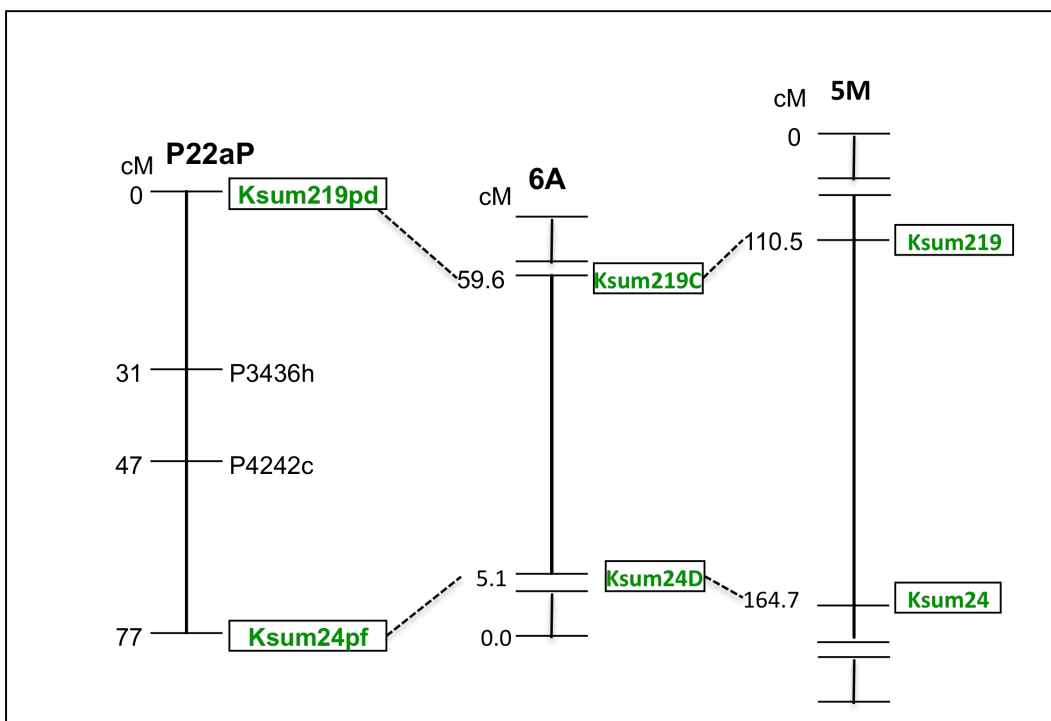 cM P22aP
0 Ksum219pd
31 P3436h
47 P4242c
77 Ksum24pf
6A
cM
59.6 Ksum219C
5.1 Ksum24D
0.0
5M
cM
0
110.5 Ksum219
164.7 Ksum24